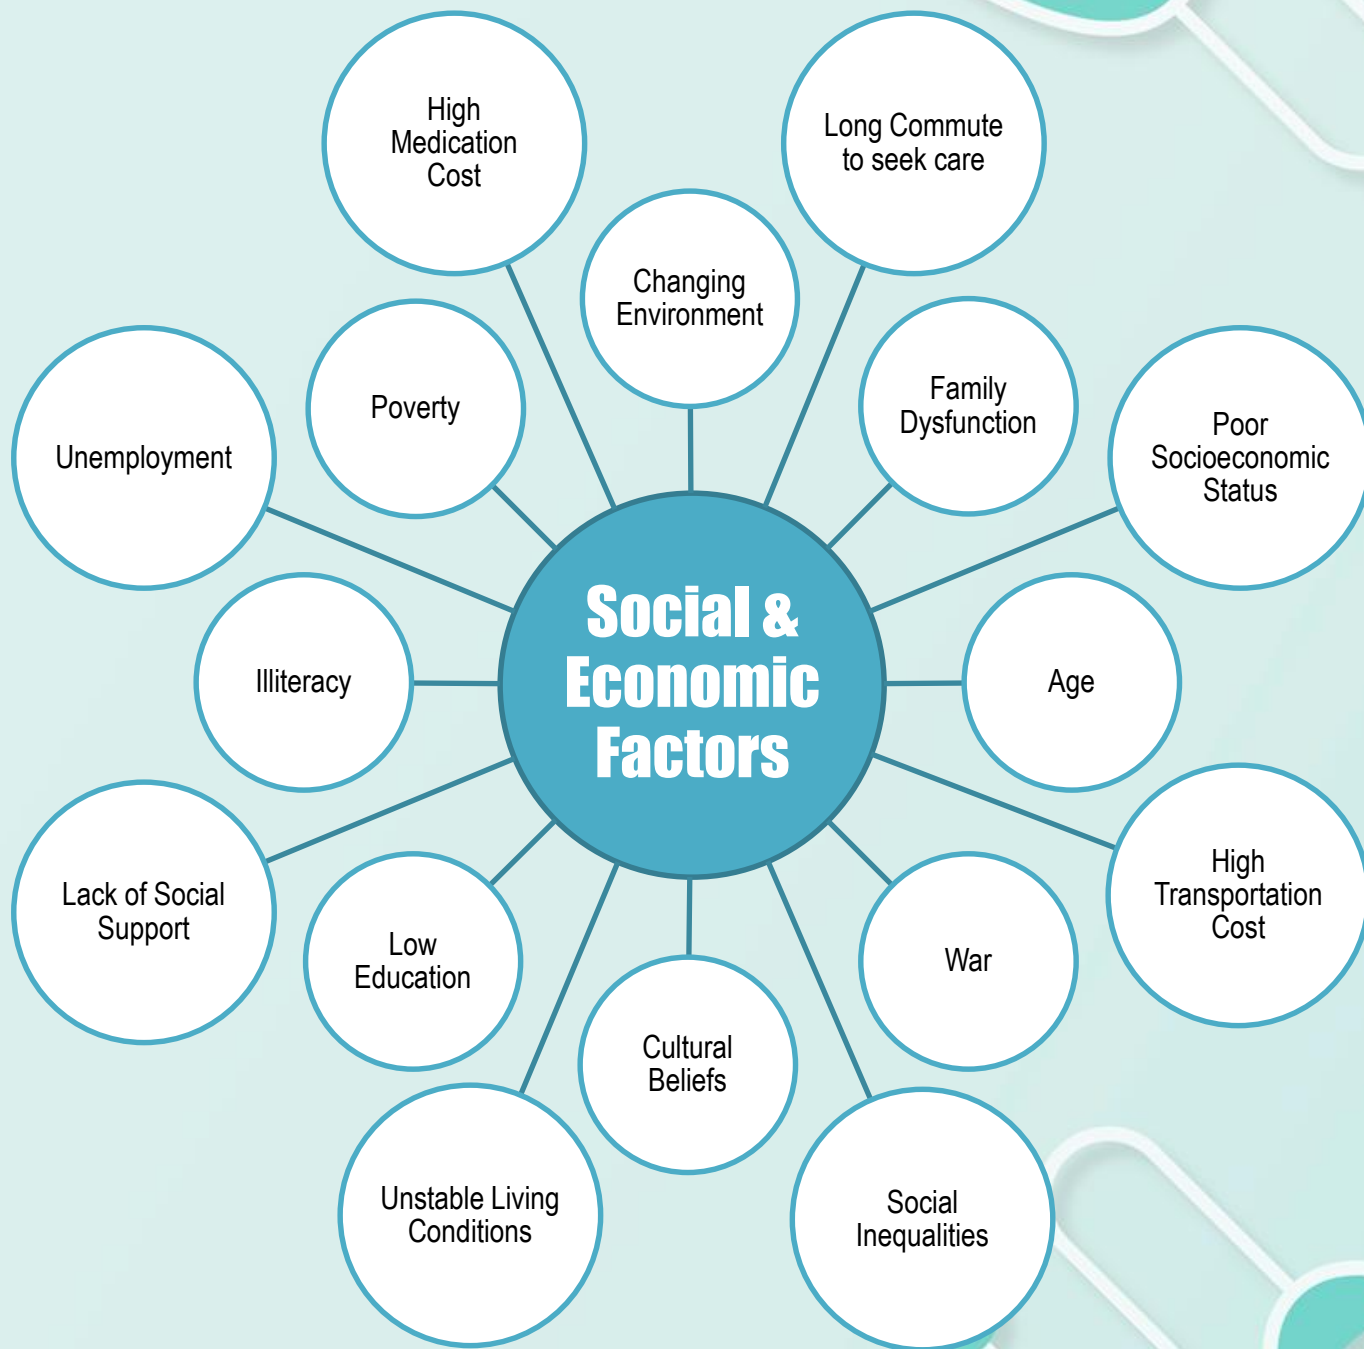 High
Medication
Cost
Long Commute
to seek care
Changing
Environment
Poverty
Family
Dysfunction
Unemployment
Poor
Socioeconomic
Status
Social &
Economic
Factors
Illiteracy
Age
Lack of Social
Support
High
Transportation
Cost
Low
Education
War
Cultural
Beliefs
Unstable Living
Conditions
Social
Inequalities